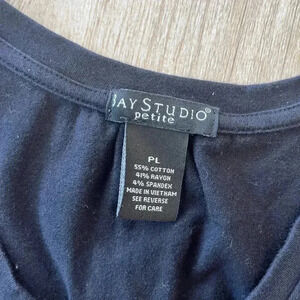 JAY STUDIO®
petite
PL
55% COTTON
41% RAYON
4% SPANDEX
MADE IN VIETNAM
SEE REVERSE
FOR CARE